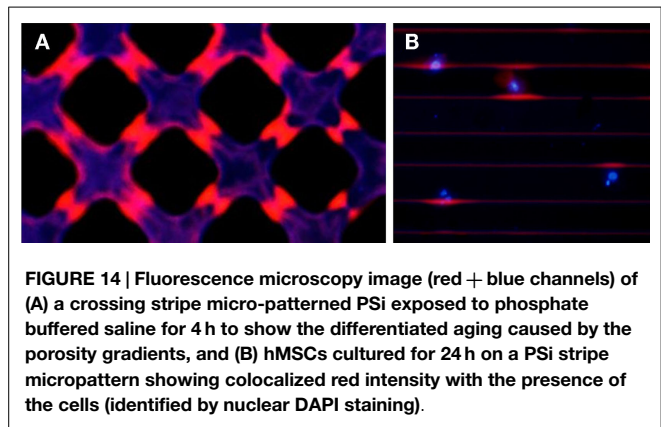 A
B
FIGURE 14 | Fluorescence microscopy image (red + blue channels) of
(A) a crossing stripe micro-patterned PSi exposed to phosphate
buffered saline for 4 h to show the differentiated aging caused by the
porosity gradients, and (B) hMSCs cultured for 24 h on a PSi stripe
micropattern showing colocalized red intensity with the presence of
the cells (identified by nuclear DAPI staining).